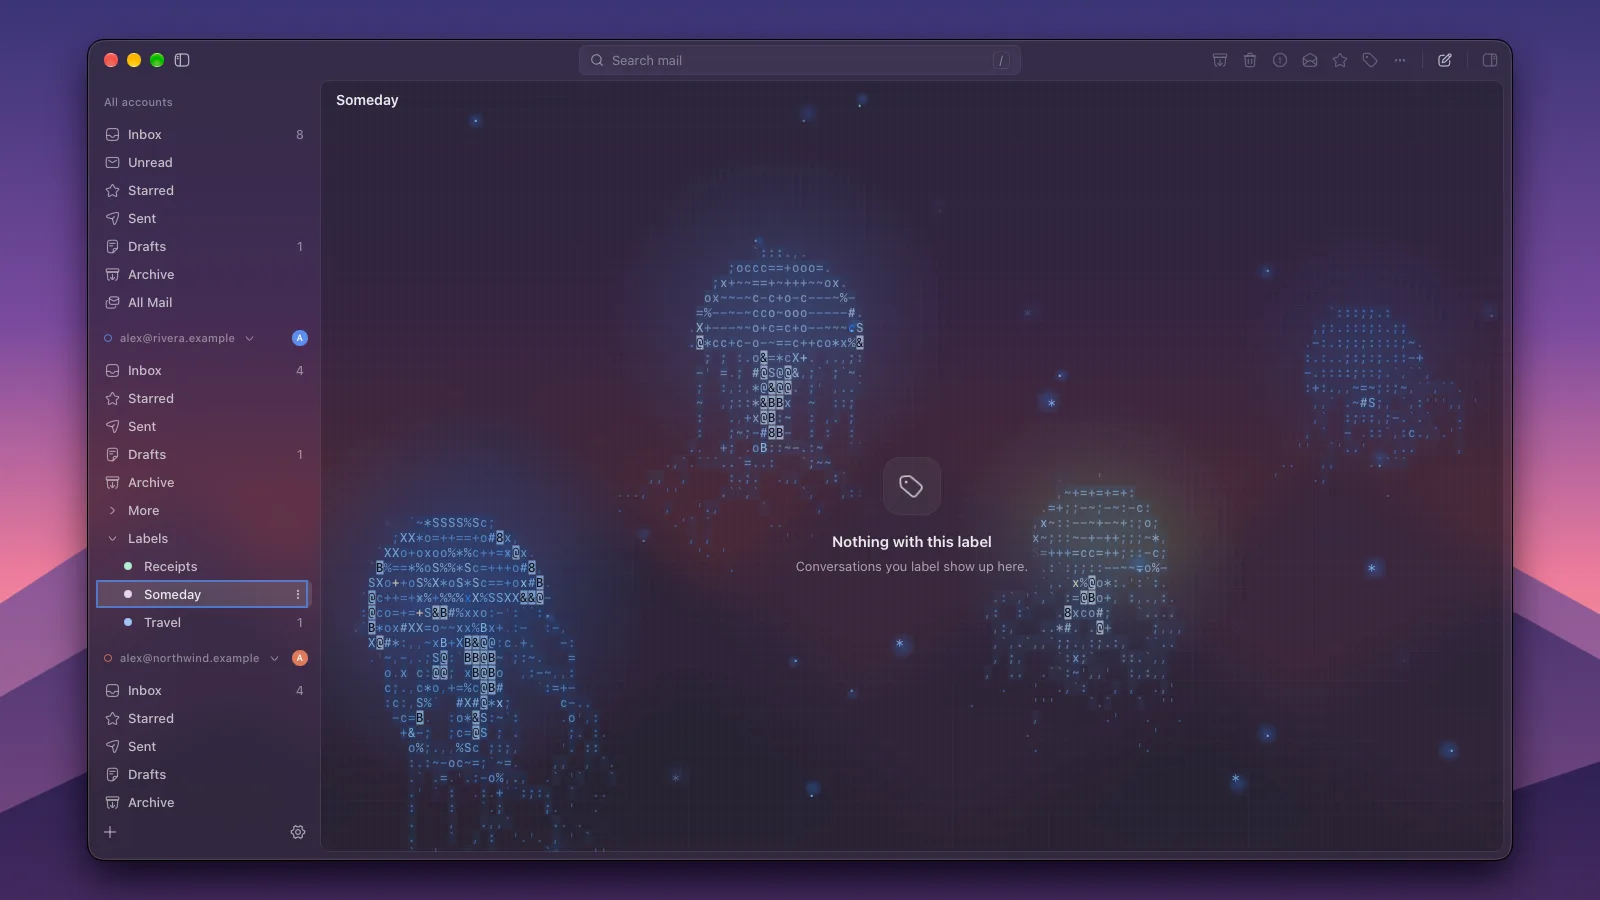 Search mail
/
All accounts
Inbox 8
Unread
Starred
Sent
Drafts 1
Archive
All Mail
alex@rivera.example A
Inbox 4
Starred
Sent
Drafts 1
Archive
More
Labels
Receipts
Someday
Travel 1
alex@northwind.example A
Inbox 4
Starred
Sent
Drafts
Archive
Someday
Nothing with this label
Conversations you label show up here.